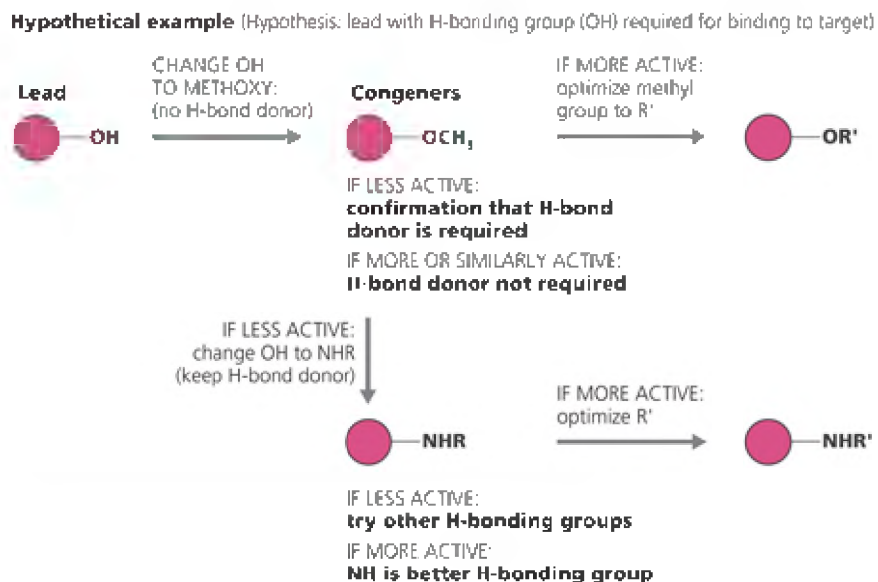 Hypothetical example (Hypothesis: lead with H-bonding group (OH) required for binding to target)
CHANGE OH
TO METHOXY:
(no H-bond donor)
IF MORE ACTIVE:
optimize methyl
group to R'
Lead
Congeners
OH
OCH3
OR'
IF LESS ACTIVE:
confirmation that H-bond
donor is required
IF MORE OR SIMILARLY ACTIVE:
H-bond donor not required
IF LESS ACTIVE:
change OH to NHR
(keep H-bond donor)
IF MORE ACTIVE:
optimize R'
NHR
NHR'
IF LESS ACTIVE:
try other H-bonding groups
IF MORE ACTIVE:
NH is better H-bonding group